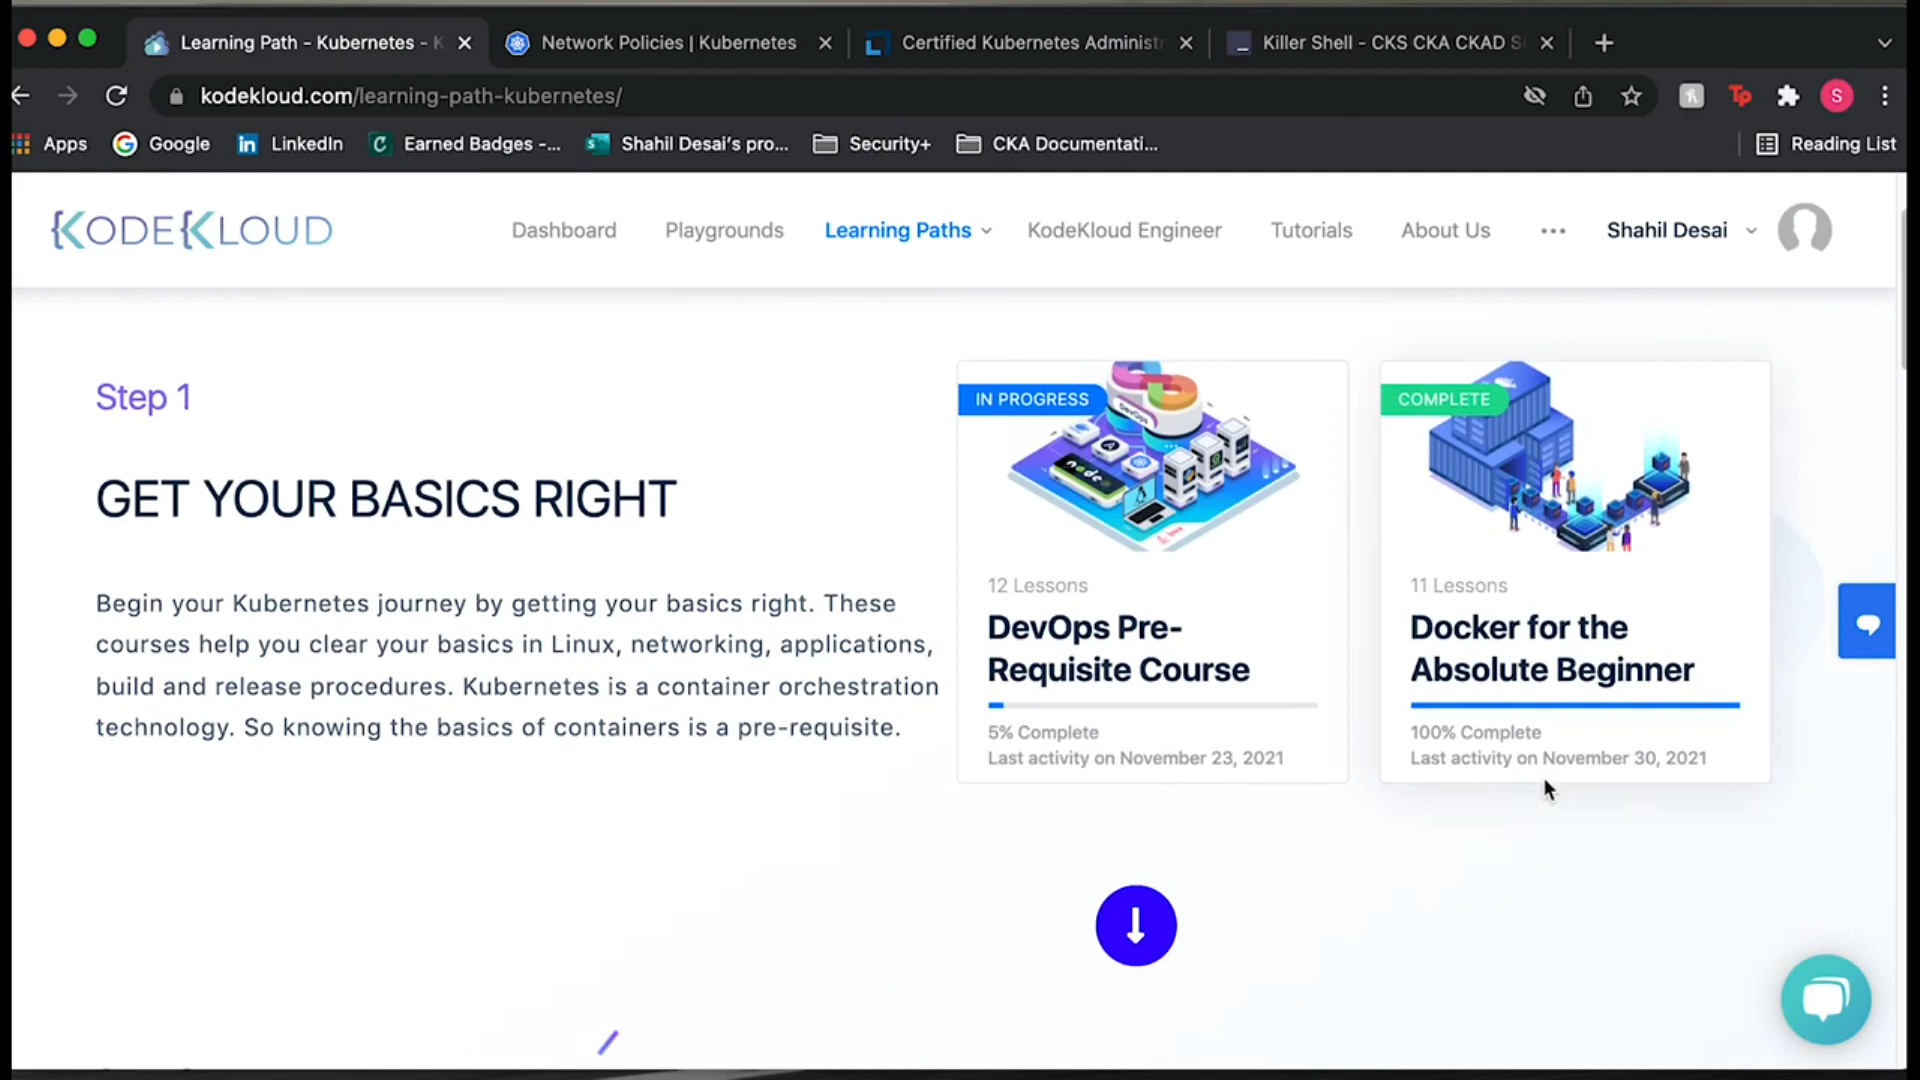 Learning Path - Kubernetes - K
Network Policies | Kubernetes
Certified Kubernetes Administr
Killer Shell - CKS CKA CKAD S
kodekloud.com/learning-path-kubernetes/
Tp
S
Apps
Google
LinkedIn
Earned Badges -...
Shahil Desai's pro...
Security+
CKA Documentati...
Reading List
KODEKLOUD
Dashboard
Playgrounds
Learning Paths
KodeKloud Engineer
Tutorials
About Us
Shahil Desai
Step 1
GET YOUR BASICS RIGHT
Begin your Kubernetes journey by getting your basics right. These
courses help you clear your basics in Linux, networking, applications,
build and release procedures. Kubernetes is a container orchestration
technology. So knowing the basics of containers is a pre-requisite.
IN PROGRESS
DevOps
node
12 Lessons
DevOps Pre-
Requisite Course
5% Complete
Last activity on November 23, 2021
COMPLETE
11 Lessons
Docker for the
Absolute Beginner
100% Complete
Last activity on November 30, 2021